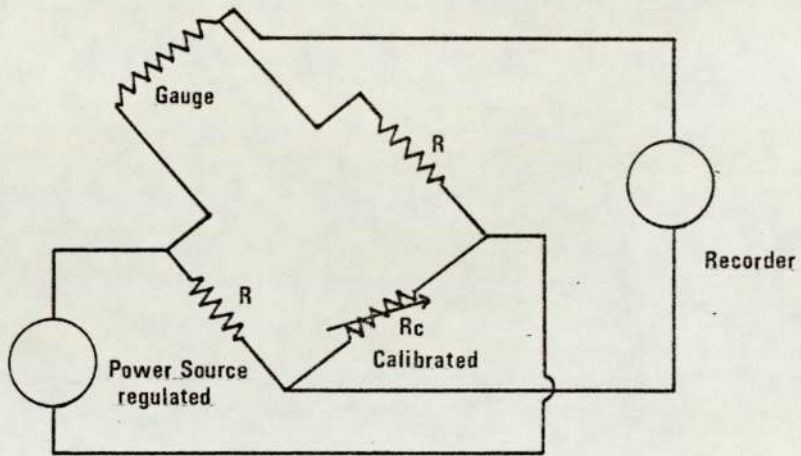 Gauge
R
Recorder
R
Rc
Calibrated
Power Source
regulated